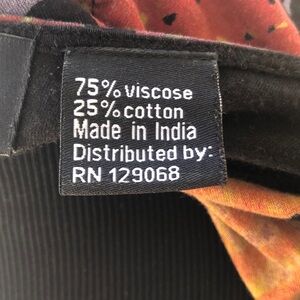 75% viscose
25% cotton
Made in India
Distributed by:
RN 129068